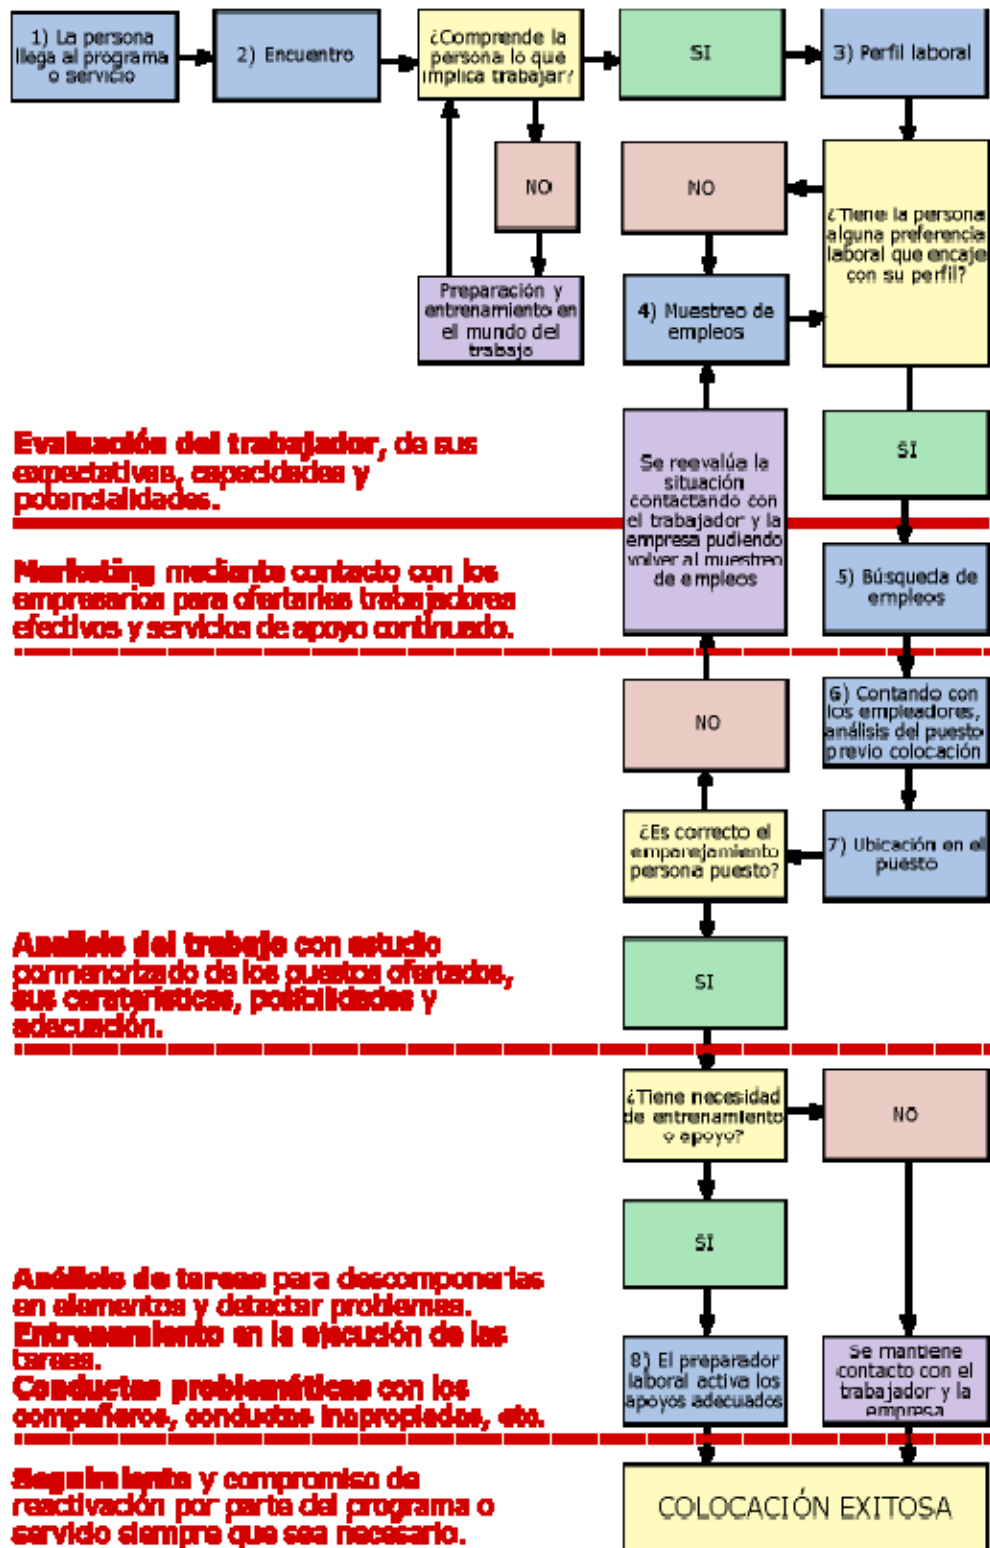 1) La persona
llega al programa
o servicio
2) Encuentro
¿Comprende la
persona lo que
implica trabajar?
SI
3) Perfil laboral
NO
Preparación y
entrenamiento en
el mundo del
trabajo
NO
¿Tiene la persona
alguna preferencia
laboral que encaje
con su perfil?
4) Muestreo de
empleos
SI
Evaluación del trabajador, de sus
expectativas, capacidades y
potencialidades.
Se reevalúa la
situación
contactando con
el trabajador y la
empresa pudiendo
volver al muestreo
de empleos
5) Búsqueda de
empleos
Marketing mediante contacto con los
empresarios para ofertarles trabajadores
efectivos y servicios de apoyo continuado.
NO
6) Contando con
los empleadores,
análisis del puesto
previo colocación
¿Es correcto el
emparejamiento
persona puesto?
7) Ubicación en el
puesto
SI
Análisis del trabajo con estudio
pormenorizado de los puestos ofertados,
sus caraterísticas, posibilidades y
adecuación.
¿Tiene necesidad
de entrenamiento
o apoyo?
NO
SI
Análisis de tareas para descomponerlas
en elementos y detectar problemas.
Entrenamiento en la ejecución de las
tareas.
Conductas problemáticas con los
compañeros, conductas inapropiadas, etc.
8) El preparador
laboral activa los
apoyos adecuados
Se mantiene
contacto con el
trabajador y la
empresa
Seguimiento y compromiso de
reactivación por parte del programa o
servicio siempre que sea necesario.
COLOCACIÓN EXITOSA